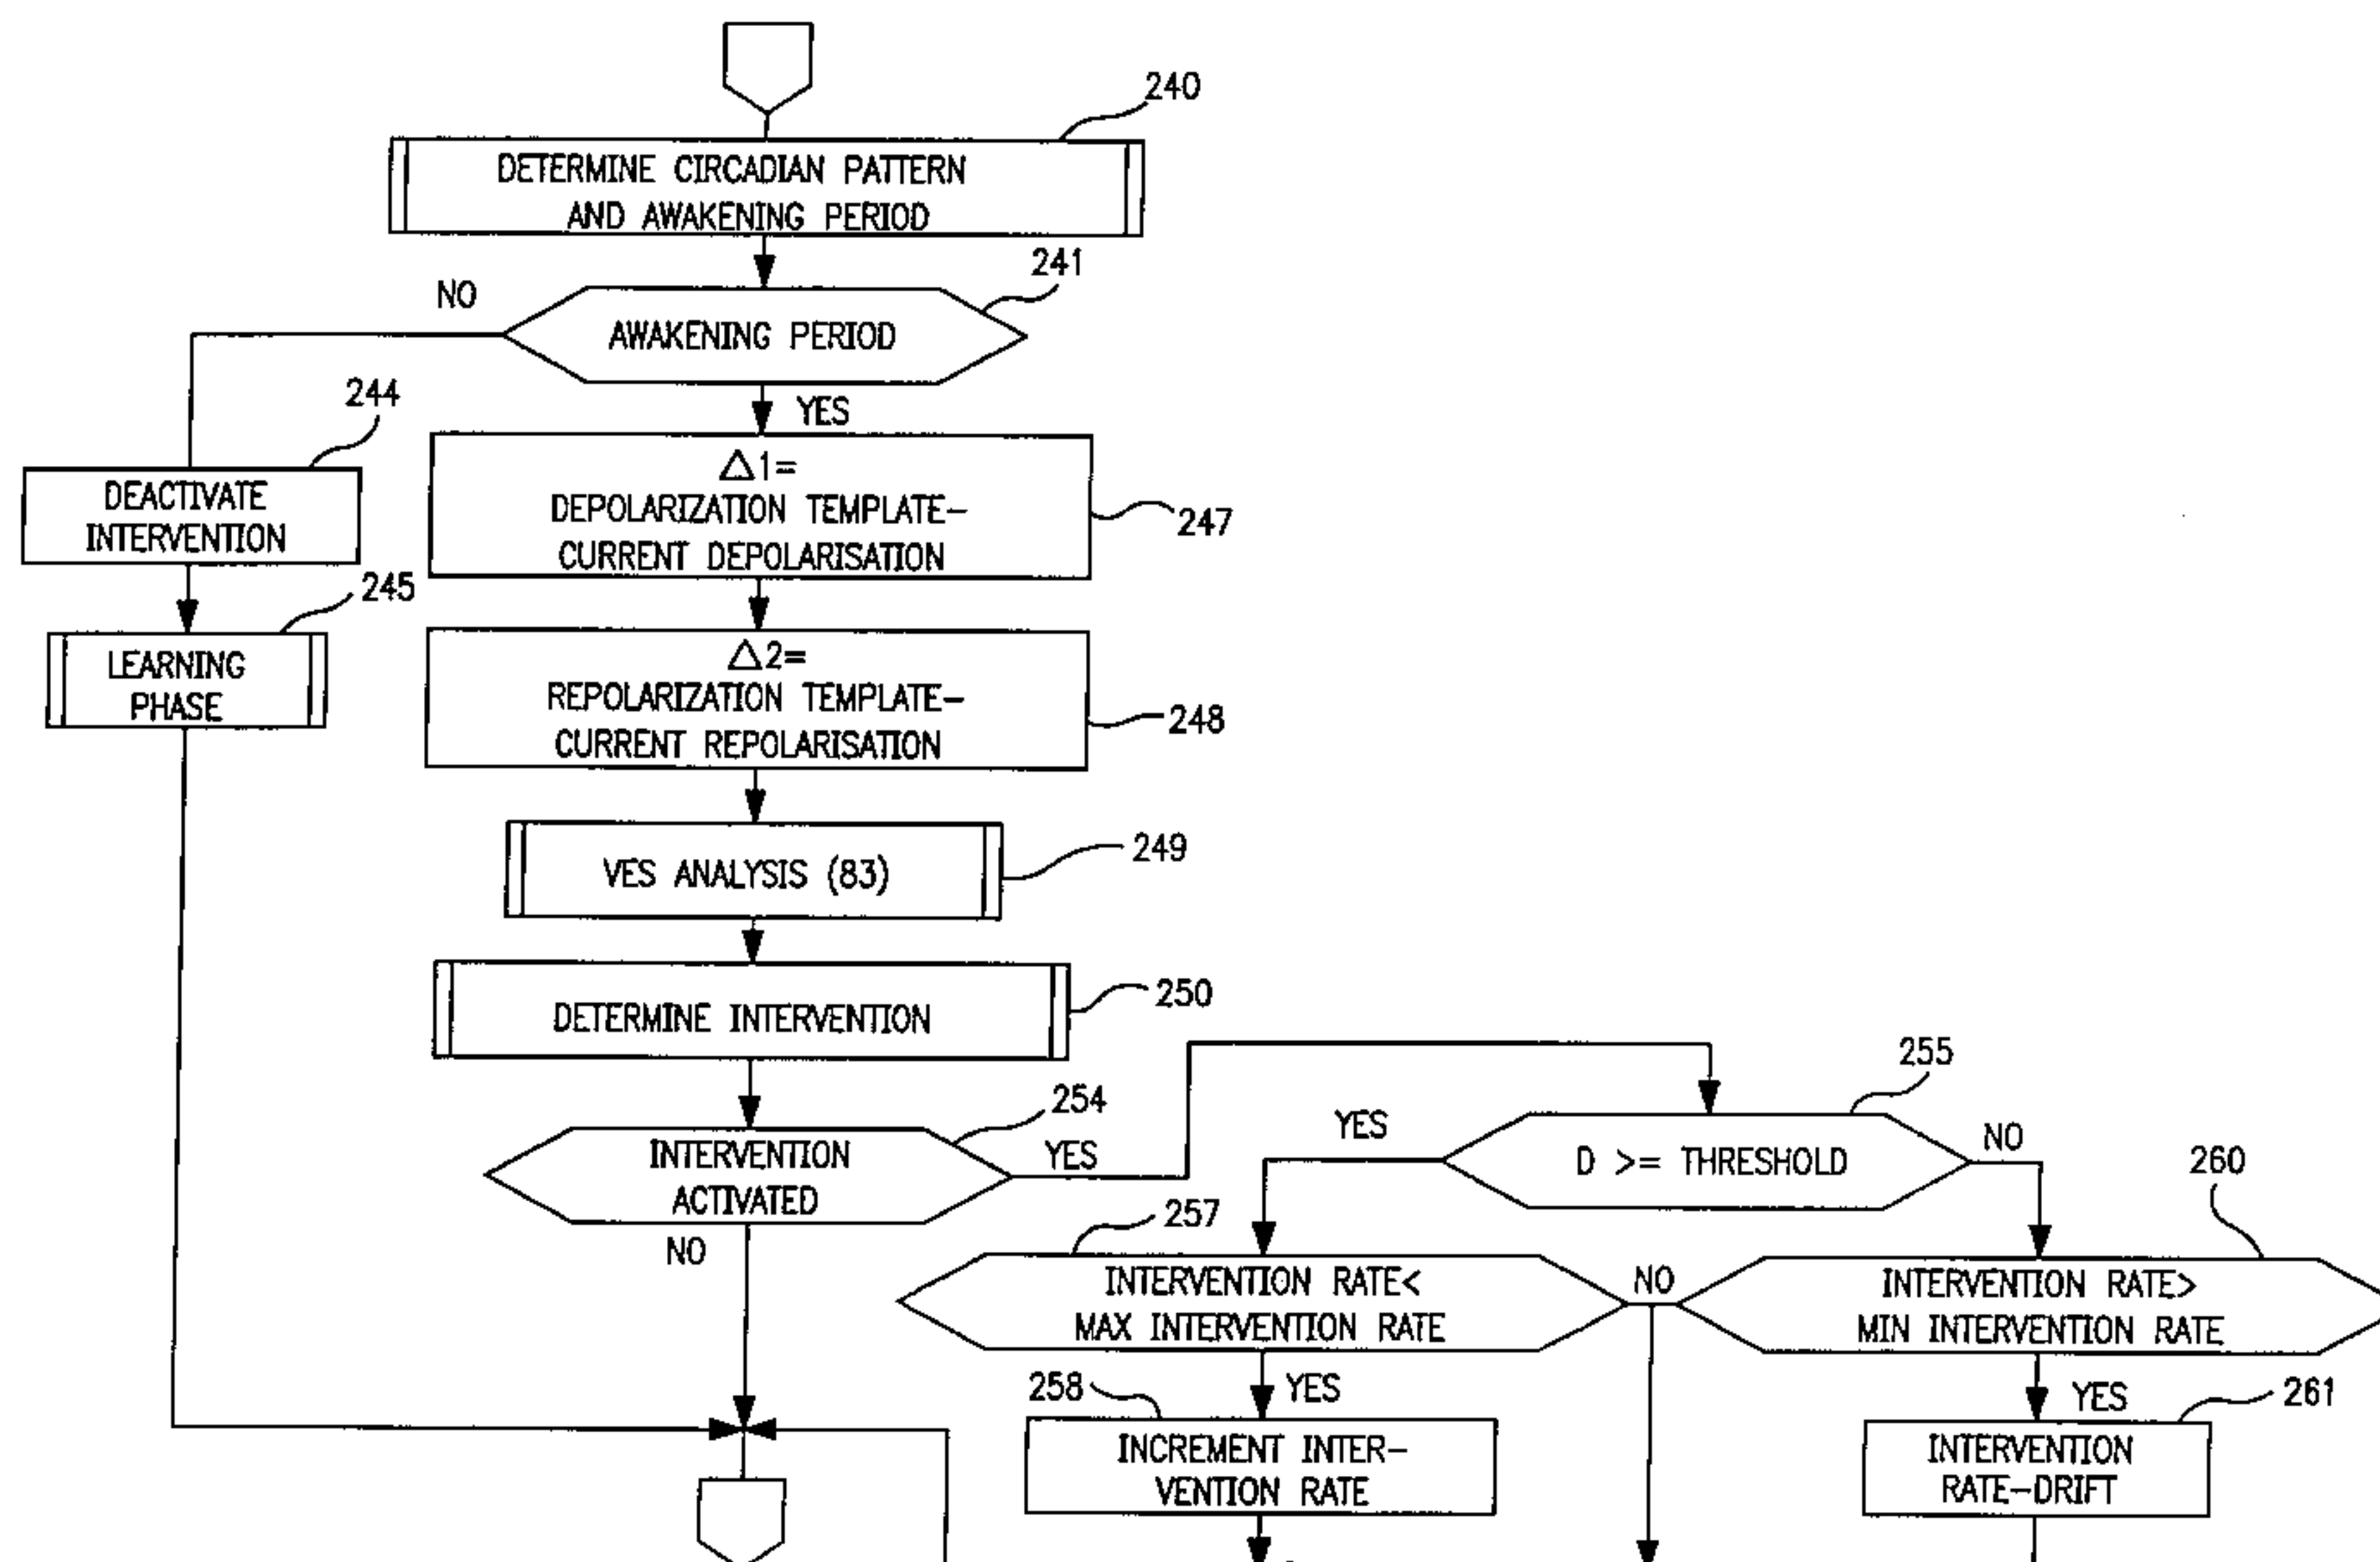 240
DETERMINE CIRCADIAN PATTERN
AND AWAKENING PERIOD
241
NO
AWAKENING PERIOD
YES
244
DEACTIVATE
INTERVENTION
245
LEARNING
PHASE
△1=
DEPOLARIZATION TEMPLATE-
CURRENT DEPOLARISATION
247
△2=
REPOLARIZATION TEMPLATE-
CURRENT REPOLARISATION
248
VES ANALYSIS (83)
249
DETERMINE INTERVENTION
250
254
INTERVENTION
ACTIVATED
YES
NO
255
YES
D >= THRESHOLD
NO
257
INTERVENTION RATE<
MAX INTERVENTION RATE
NO
260
INTERVENTION RATE>
MIN INTERVENTION RATE
258
YES
INCREMENT INTER-
VENTION RATE
YES
261
INTERVENTION
RATE-DRIFT